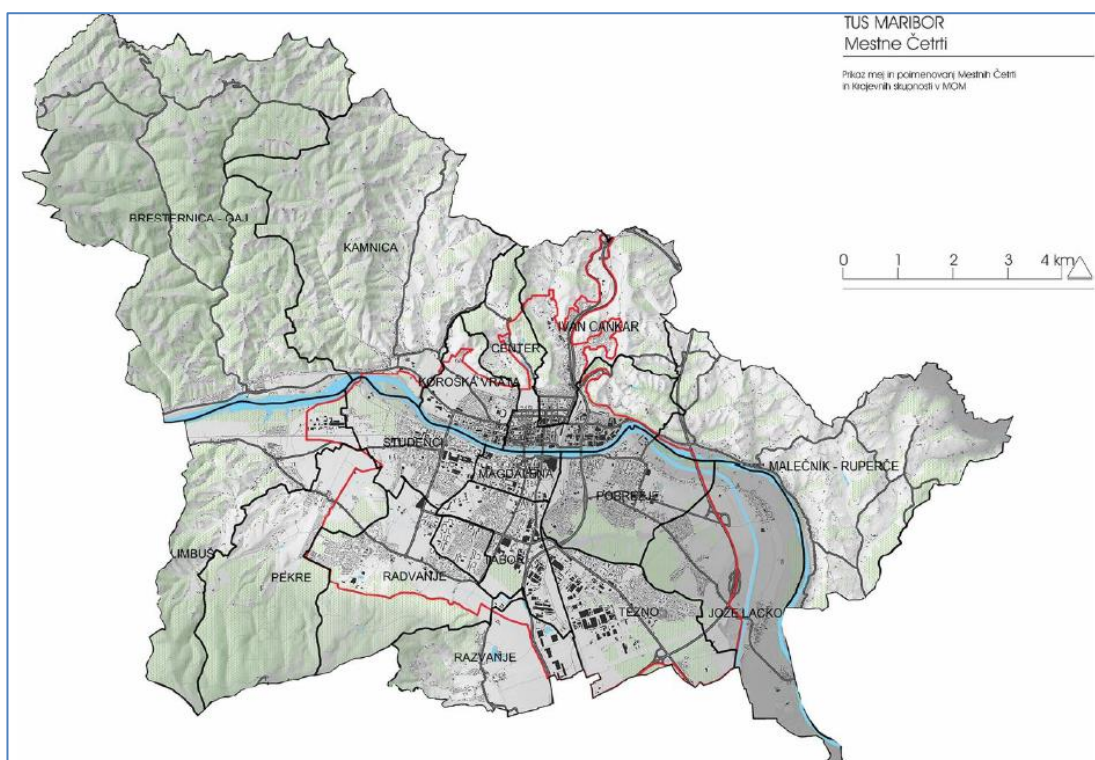 TUS MARIBOR
Mestne Četrti
Prikaz mej in poimenovanj Mestnih Četrti
in Krajevnih skupnosti v MOM
BRESTERNICA - GAJ
KAMNICA
0 1 2 3 4 km
IVAN CANKAR
CENTER
KOROŠKA VRATA
ŠTUDENCI
MAGDALENA
MALEČNIK - RUPERČE
POBREŽJE
LIMBUŠ
TABOR
PEKRE
RADVANJE
TEZNO
JOŽE LACKO
RAZVANJE